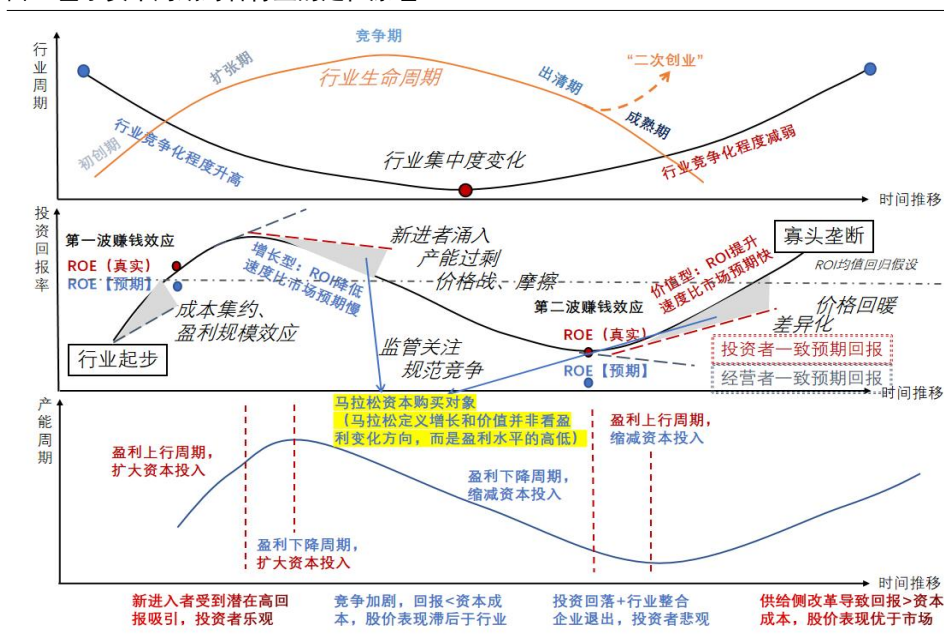 行
业
周
期
初创期
扩张期
竞争期
行业生命周期
出清期
“二次创业”
成熟期
行业竞争化程度升高
行业集中度变化
行业竞争化程度减弱
时间推移
投
资
回
报
率
第一波赚钱效应
ROE（真实）
ROE【预期】
成本集约、
盈利规模效应
行业起步
增长型：ROI降低
速度比市场预期慢
新进者涌入
产能过剩
价格战、摩擦
监管关注
规范竞争
第二波赚钱效应
ROE（真实）
ROE【预期】
价值型：ROI提升
速度比市场预期快
寡头垄断
ROI均值回归假设
价格回暖
差异化
投资者一致预期回报
经营者一致预期回报
时间推移
马拉松资本购买对象
（马拉松定义增长和价值并非看盈
利变化方向，而是盈利水平的高低）
产
能
周
期
盈利上行周期，
扩大资本投入
盈利下降周期，
扩大资本投入
盈利下降周期，
缩减资本投入
盈利上行周期，
缩减资本投入
时间推移
新进入者受到潜在高回
报吸引，投资者乐观
竞争加剧，回报<资本成
本，股价表现滞后于行业
投资回落+行业整合
企业退出，投资者悲观
供给侧改革导致回报>资本
成本，股价表现优于市场